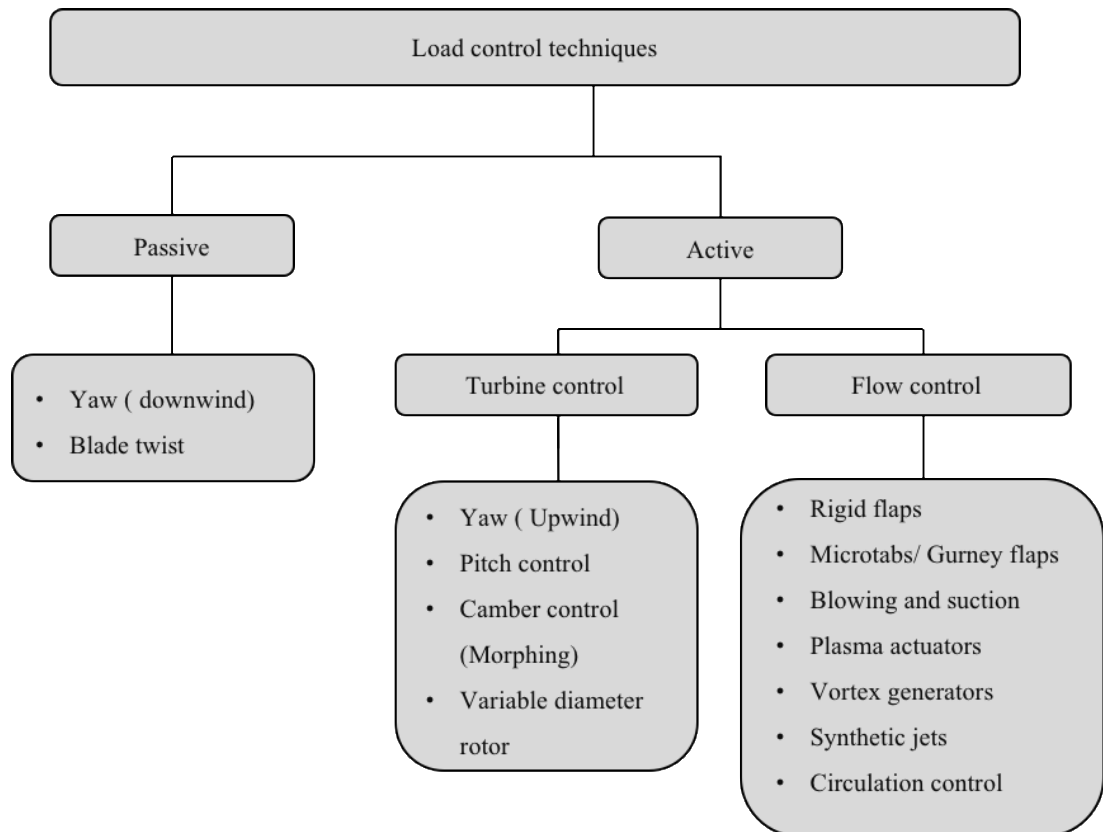 Load control techniques
Passive
Active
• Yaw ( downwind)
• Blade twist
Turbine control
Flow control
• Yaw ( Upwind)
• Pitch control
• Camber control
(Morphing)
• Variable diameter
rotor
• Rigid flaps
• Microtabs/ Gurney flaps
• Blowing and suction
• Plasma actuators
• Vortex generators
• Synthetic jets
• Circulation control